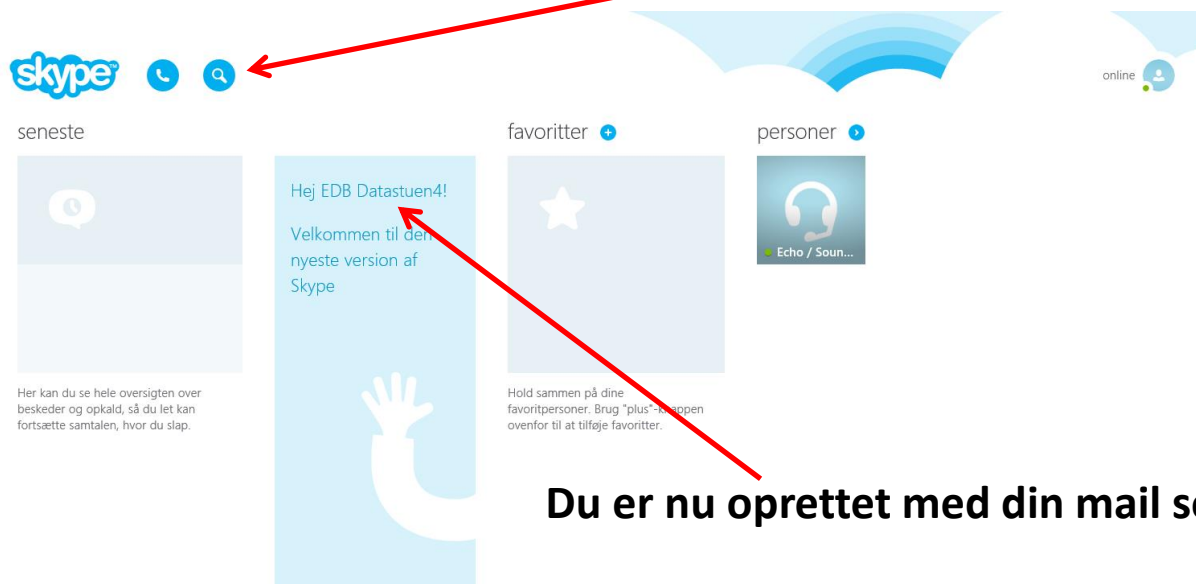 skype™
online
seneste
favoritter
personer
Hej EDB Datastuen4!
Velkommen til den
nyeste version af
Skype
Echo / Soun...
Her kan du se hele oversigten over
beskeder og opkald, så du let kan
fortsætte samtalen, hvor du slap.
Hold sammen på dine
favoritpersoner. Brug "plus"-knappen
ovenfor til at tilføje favoritter.
Du er nu oprettet med din mail